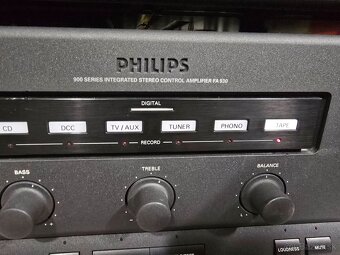 PHILIPS
900 SERIES INTEGRATED STEREO CONTROL AMPLIFIER FA 930
DIGITAL
CD DCC TV / AUX TUNER PHONO TAPE
RECORD
BASS TREBLE BALANCE
LOUDNESS MUTE